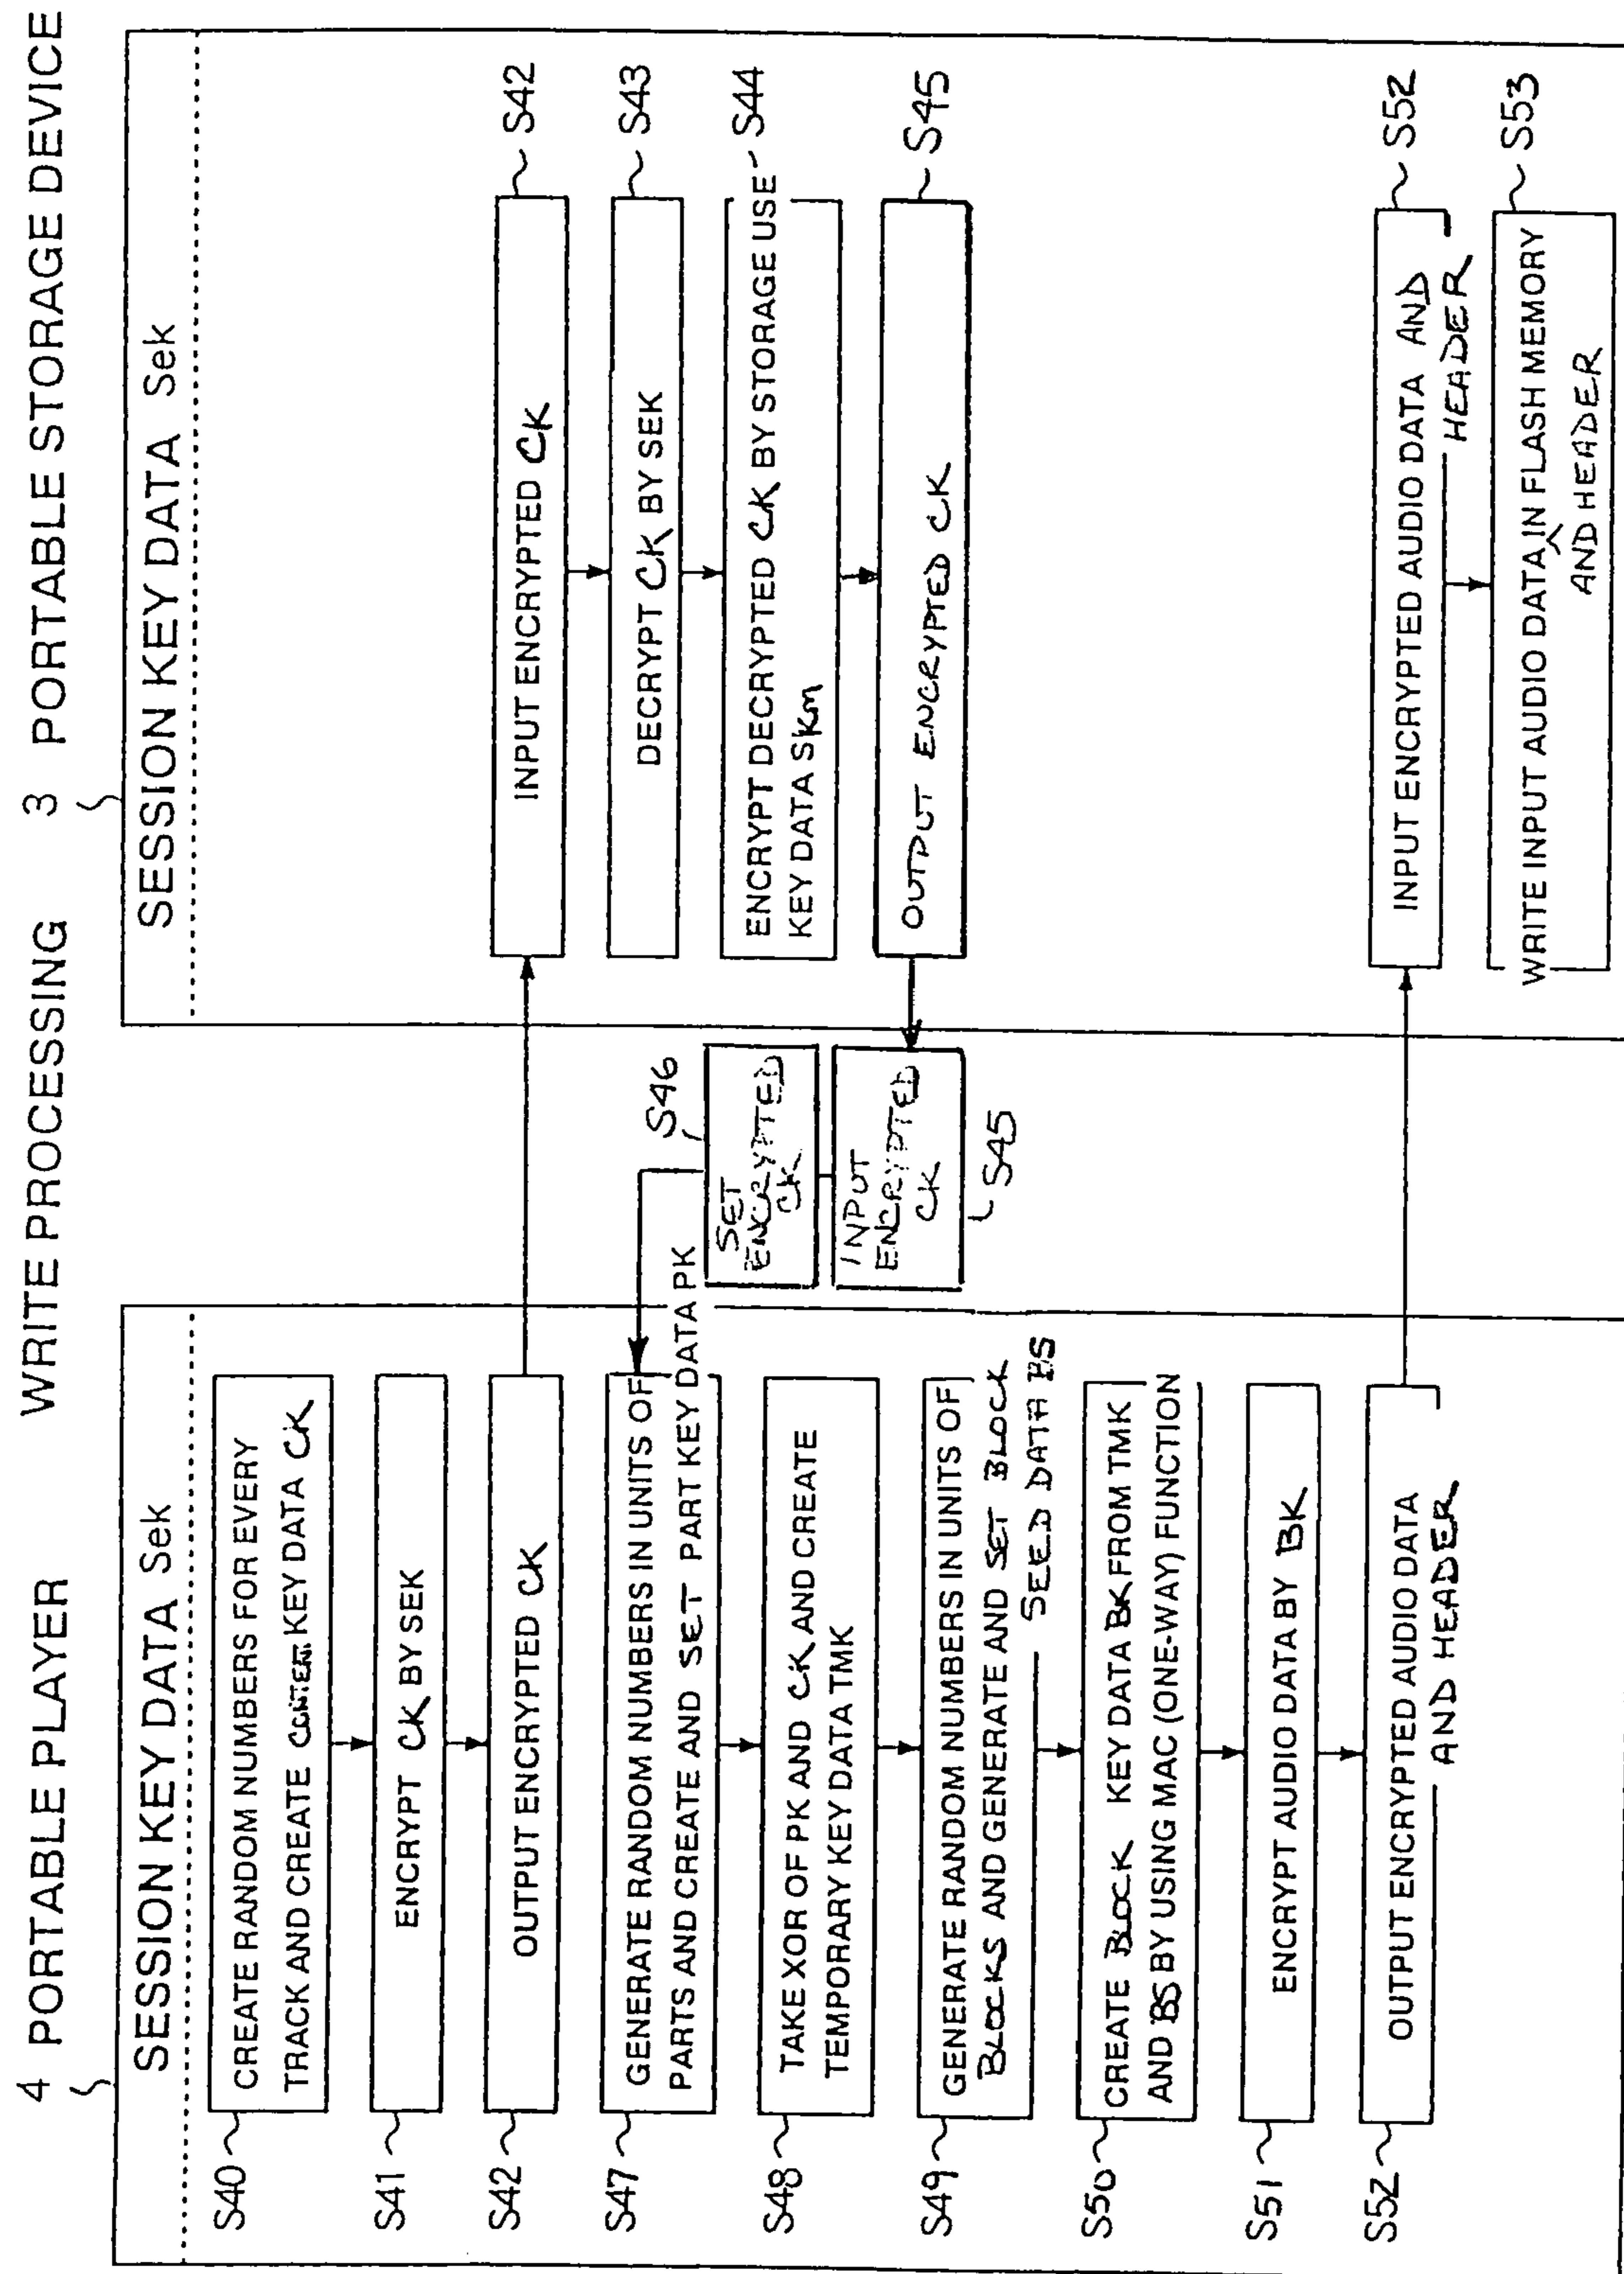 4 PORTABLE PLAYER
WRITE PROCESSING
3 PORTABLE STORAGE DEVICE
SESSION KEY DATA Sek
S40
CREATE RANDOM NUMBERS FOR EVERY
TRACK AND CREATE CONTENT KEY DATA CK
S41
ENCRYPT CK BY SEK
S42
OUTPUT ENCRYPTED CK
S47
GENERATE RANDOM NUMBERS IN UNITS OF
PARTS AND CREATE AND SET PART KEY DATA PK
S48
TAKE XOR OF PK AND CK AND CREATE
TEMPORARY KEY DATA TMK
S49
GENERATE RANDOM NUMBERS IN UNITS OF
BLOCKS AND GENERATE AND SET BLOCK
SEED DATA BS
S50
CREATE BLOCK KEY DATA BK FROM TMK
AND BS BY USING MAC (ONE-WAY) FUNCTION
S51
ENCRYPT AUDIO DATA BY BK
S52
OUTPUT ENCRYPTED AUDIO DATA
AND HEADER
S46
SET
ENCRYPTED
CK
INPUT
ENCRYPTED
CK
S45
SESSION KEY DATA Sek
INPUT ENCRYPTED CK
S42
DECRYPT CK BY SEK
S43
ENCRYPT DECRYPTED CK BY STORAGE USE
KEY DATA Skm
S44
OUTPUT ENCRYPTED CK
S45
INPUT ENCRYPTED AUDIO DATA AND
HEADER
S52
WRITE INPUT AUDIO DATA IN FLASH MEMORY
AND HEADER
S53